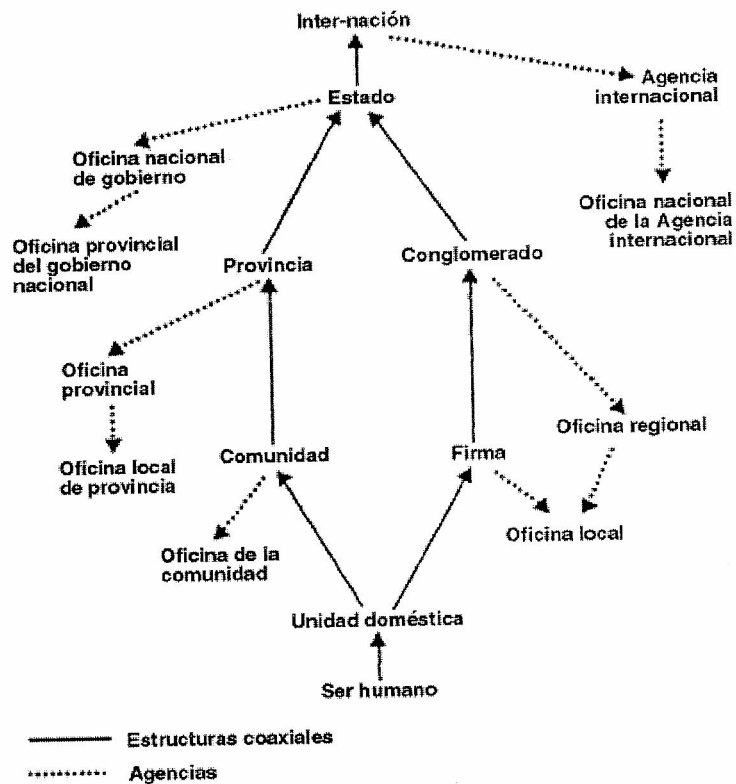 Inter-nación
Agencia
internacional
Estado
Oficina nacional
de gobierno
Oficina nacional
de la Agencia
internacional
Oficina provincial
del gobierno
nacional
Provincia
Conglomerado
Oficina
provincial
Oficina regional
Comunidad
Firma
Oficina local
de provincia
Oficina local
Oficina de la
comunidad
Unidad doméstica
Ser humano
Estructuras coaxiales
Agencias